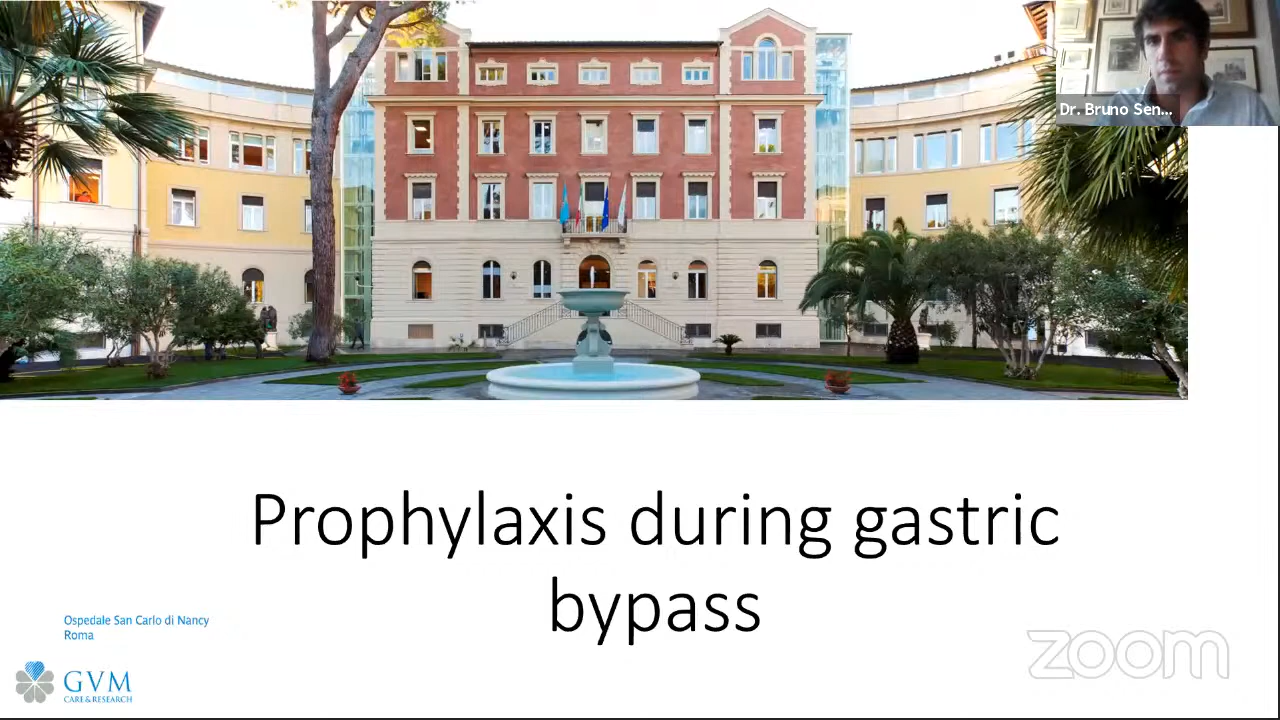 Dr. Bruno Sen...
Prophylaxis during gastric
bypass
Ospedale San Carlo di Nancy
Roma
GVM
CARE & RESEARCH
zoom